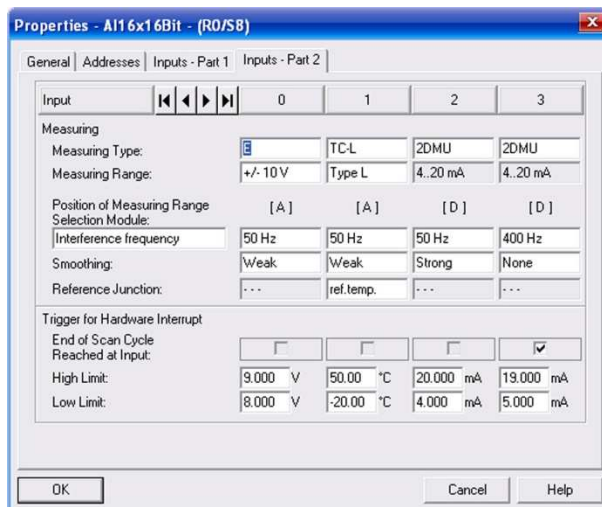 Properties - AI16x16Bit - (R0/S8)
General Addresses Inputs - Part 1 Inputs - Part 2
Input 0 1 2 3
Measuring
Measuring Type: E TC-L 2DMU 2DMU
Measuring Range: +/- 10 V Type L 4..20 mA 4..20 mA
Position of Measuring Range
Selection Module: [ A ] [ A ] [ D ] [ D ]
Interference frequency 50 Hz 50 Hz 50 Hz 400 Hz
Smoothing: Weak Weak Strong None
Reference Junction: - - - ref.temp. - - - - - -
Trigger for Hardware Interrupt
End of Scan Cycle
Reached at Input:
High Limit: 9.000 V 50.00 °C 20.000 mA 19.000 mA
Low Limit: 8.000 V -20.00 °C 4.000 mA 5.000 mA
OK Cancel Help